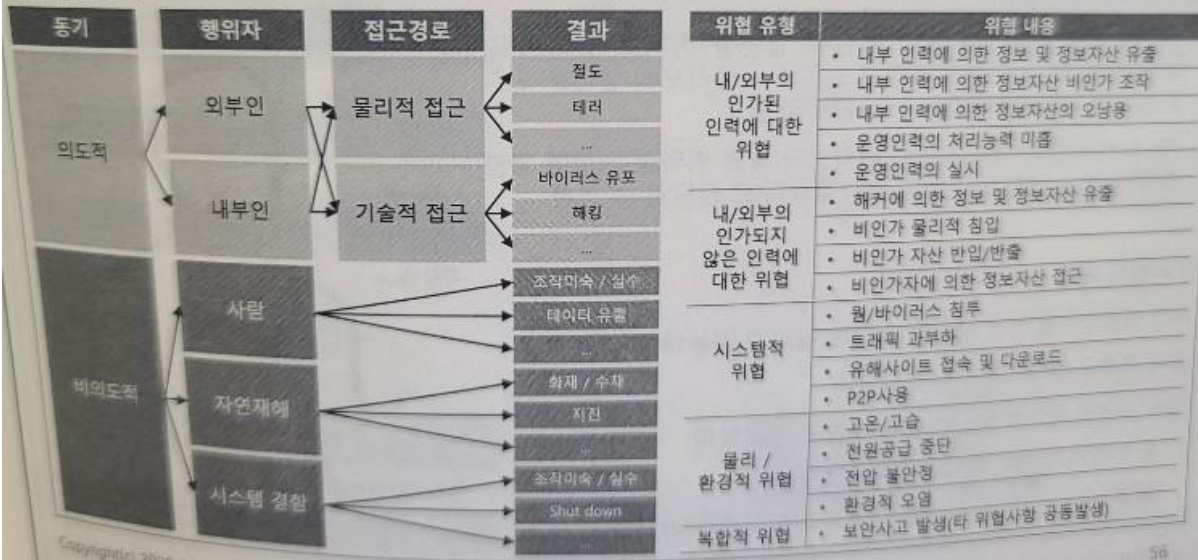 동기
행위자
접근경로
결과
의도적
외부인
내부인
물리적 접근
기술적 접근
절도
테러
...
바이러스 유포
해킹
...
비의도적
사람
자연재해
시스템 결함
조작미숙 / 실수
데이터 유출
...
화재 / 수재
지진
...
조작미숙 / 실수
Shut down
...
위협 유형
위협 내용
내/외부의
인가된
인력에 대한
위협
• 내부 인력에 의한 정보 및 정보자산 유출
• 내부 인력에 의한 정보자산 비인가 조작
• 내부 인력에 의한 정보자산의 오남용
• 운영인력의 처리능력 미흡
• 운영인력의 실시
내/외부의
인가되지
않은 인력에
대한 위협
• 해커에 의한 정보 및 정보자산 유출
• 비인가 물리적 침입
• 비인가 자산 반입/반출
• 비인가자에 의한 정보자산 접근
시스템적
위협
• 웜/바이러스 침투
• 트래픽 과부하
• 유해사이트 접속 및 다운로드
• P2P사용
물리 /
환경적 위협
• 고온/고습
• 전원공급 중단
• 전압 불안정
• 환경적 오염
복합적 위협
• 보안사고 발생(타 위협사항 공동발생)
Copyright(c)
56